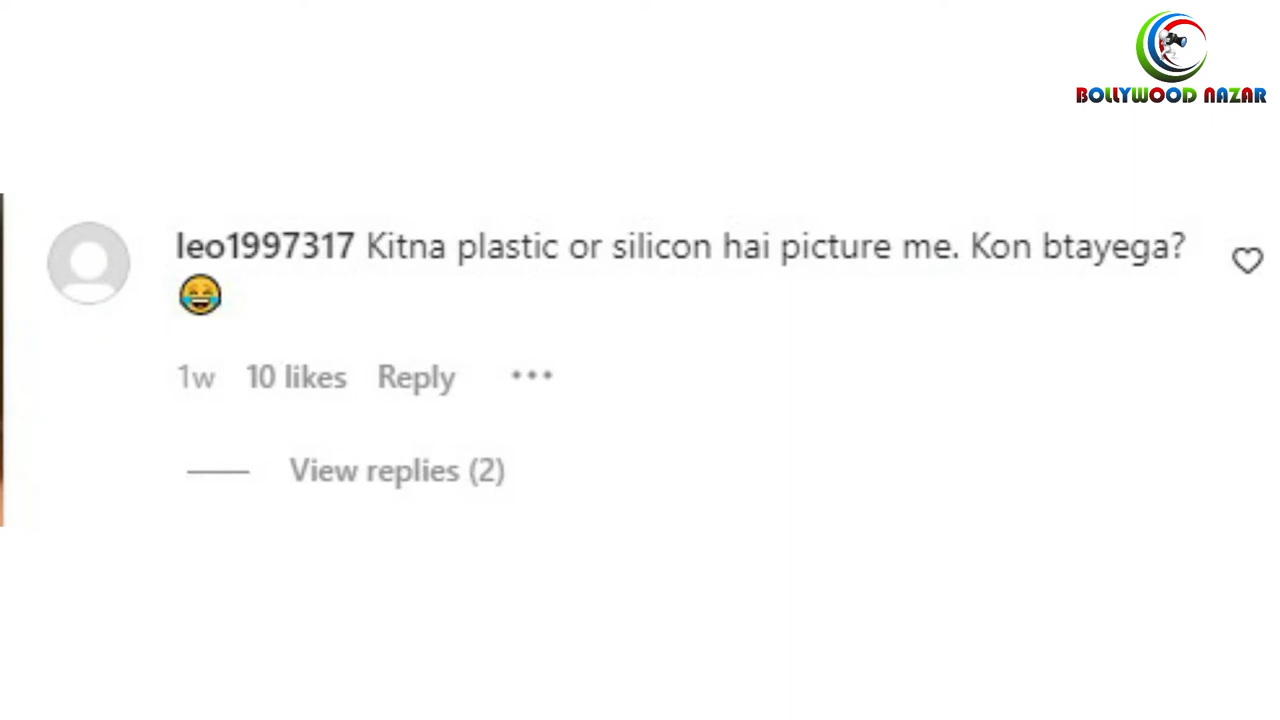 BOLLYWOOD NAZAR
leo1997317 Kitna plastic or silicon hai picture me. Kon btayega?
😂
1w 10 likes Reply •••
View replies (2)